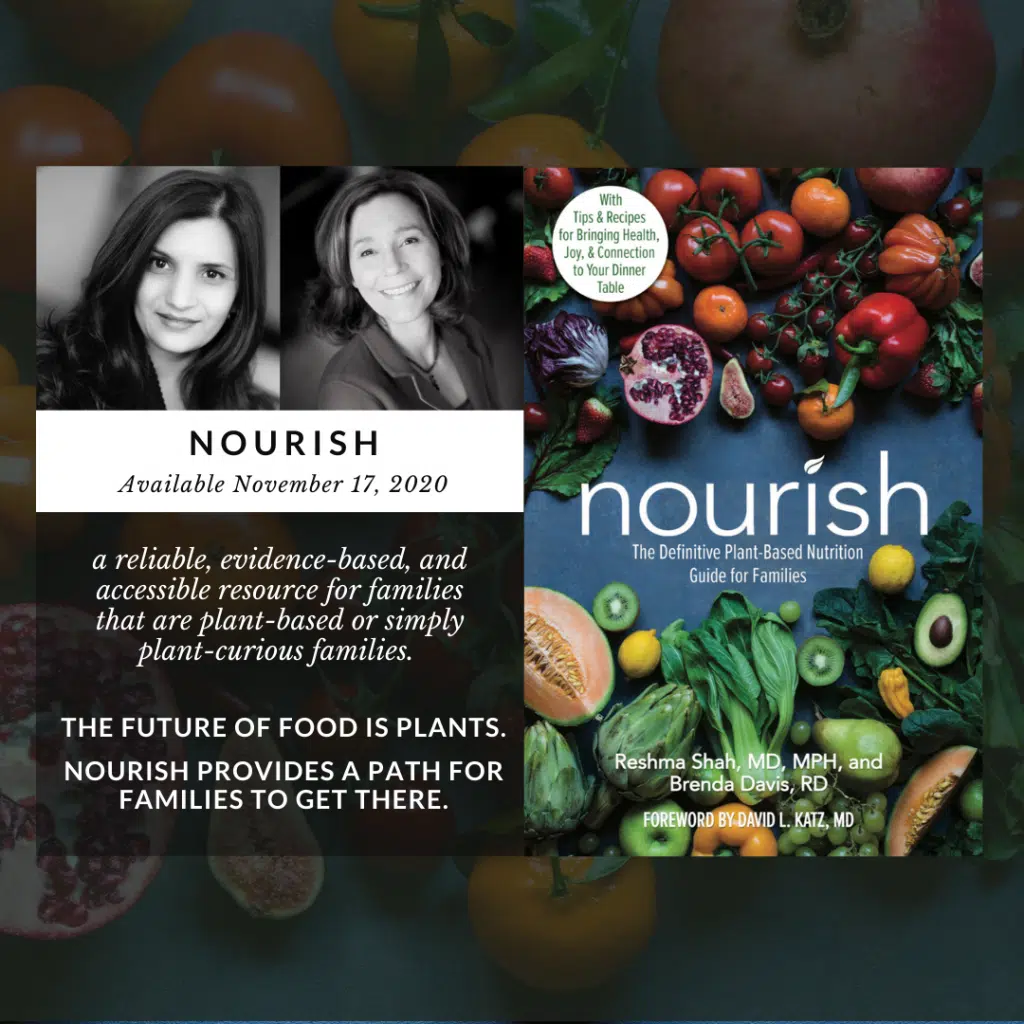 NOURISH
Available November 17, 2020
a reliable, evidence-based, and
accessible resource for families
that are plant-based or simply
plant-curious families.
THE FUTURE OF FOOD IS PLANTS.
NOURISH PROVIDES A PATH FOR
FAMILIES TO GET THERE.
With
Tips & Recipes
for Bringing Health,
Joy, & Connection
to Your Dinner
Table
nourish
The Definitive Plant-Based Nutrition
Guide for Families
Reshma Shah, MD, MPH, and
Brenda Davis, RD
FOREWORD BY DAVID L. KATZ, MD